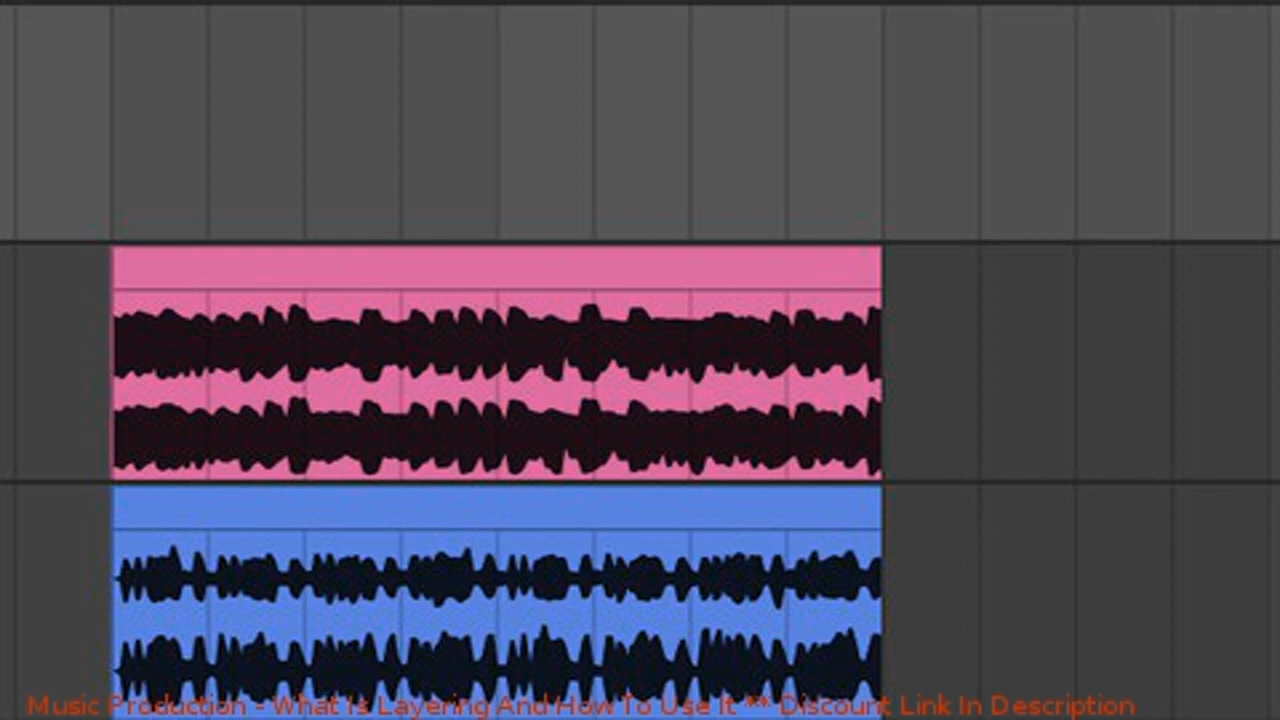 Music Production - What Is Layering And How To Use It ** Discount Link In Description